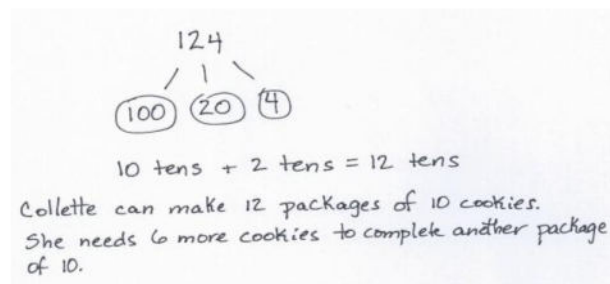 124
100 20 4
10 tens + 2 tens = 12 tens
Collette can make 12 packages of 10 cookies.
She needs 6 more cookies to complete another package
of 10.